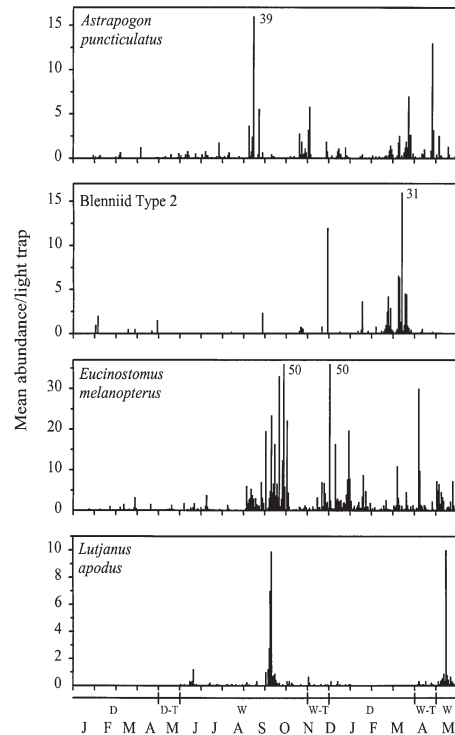 Mean abundance/light trap
Astrapogon
puncticulatus
39
15
10
5
0
Blenniid Type 2
31
15
10
5
0
Eucinostomus
melanopterus
50 50
30
20
10
0
Lutjanus
apodus
10
8
6
4
2
0
D D-T W W-T D W-T W
J F M A M J J A S O N D J F M A M